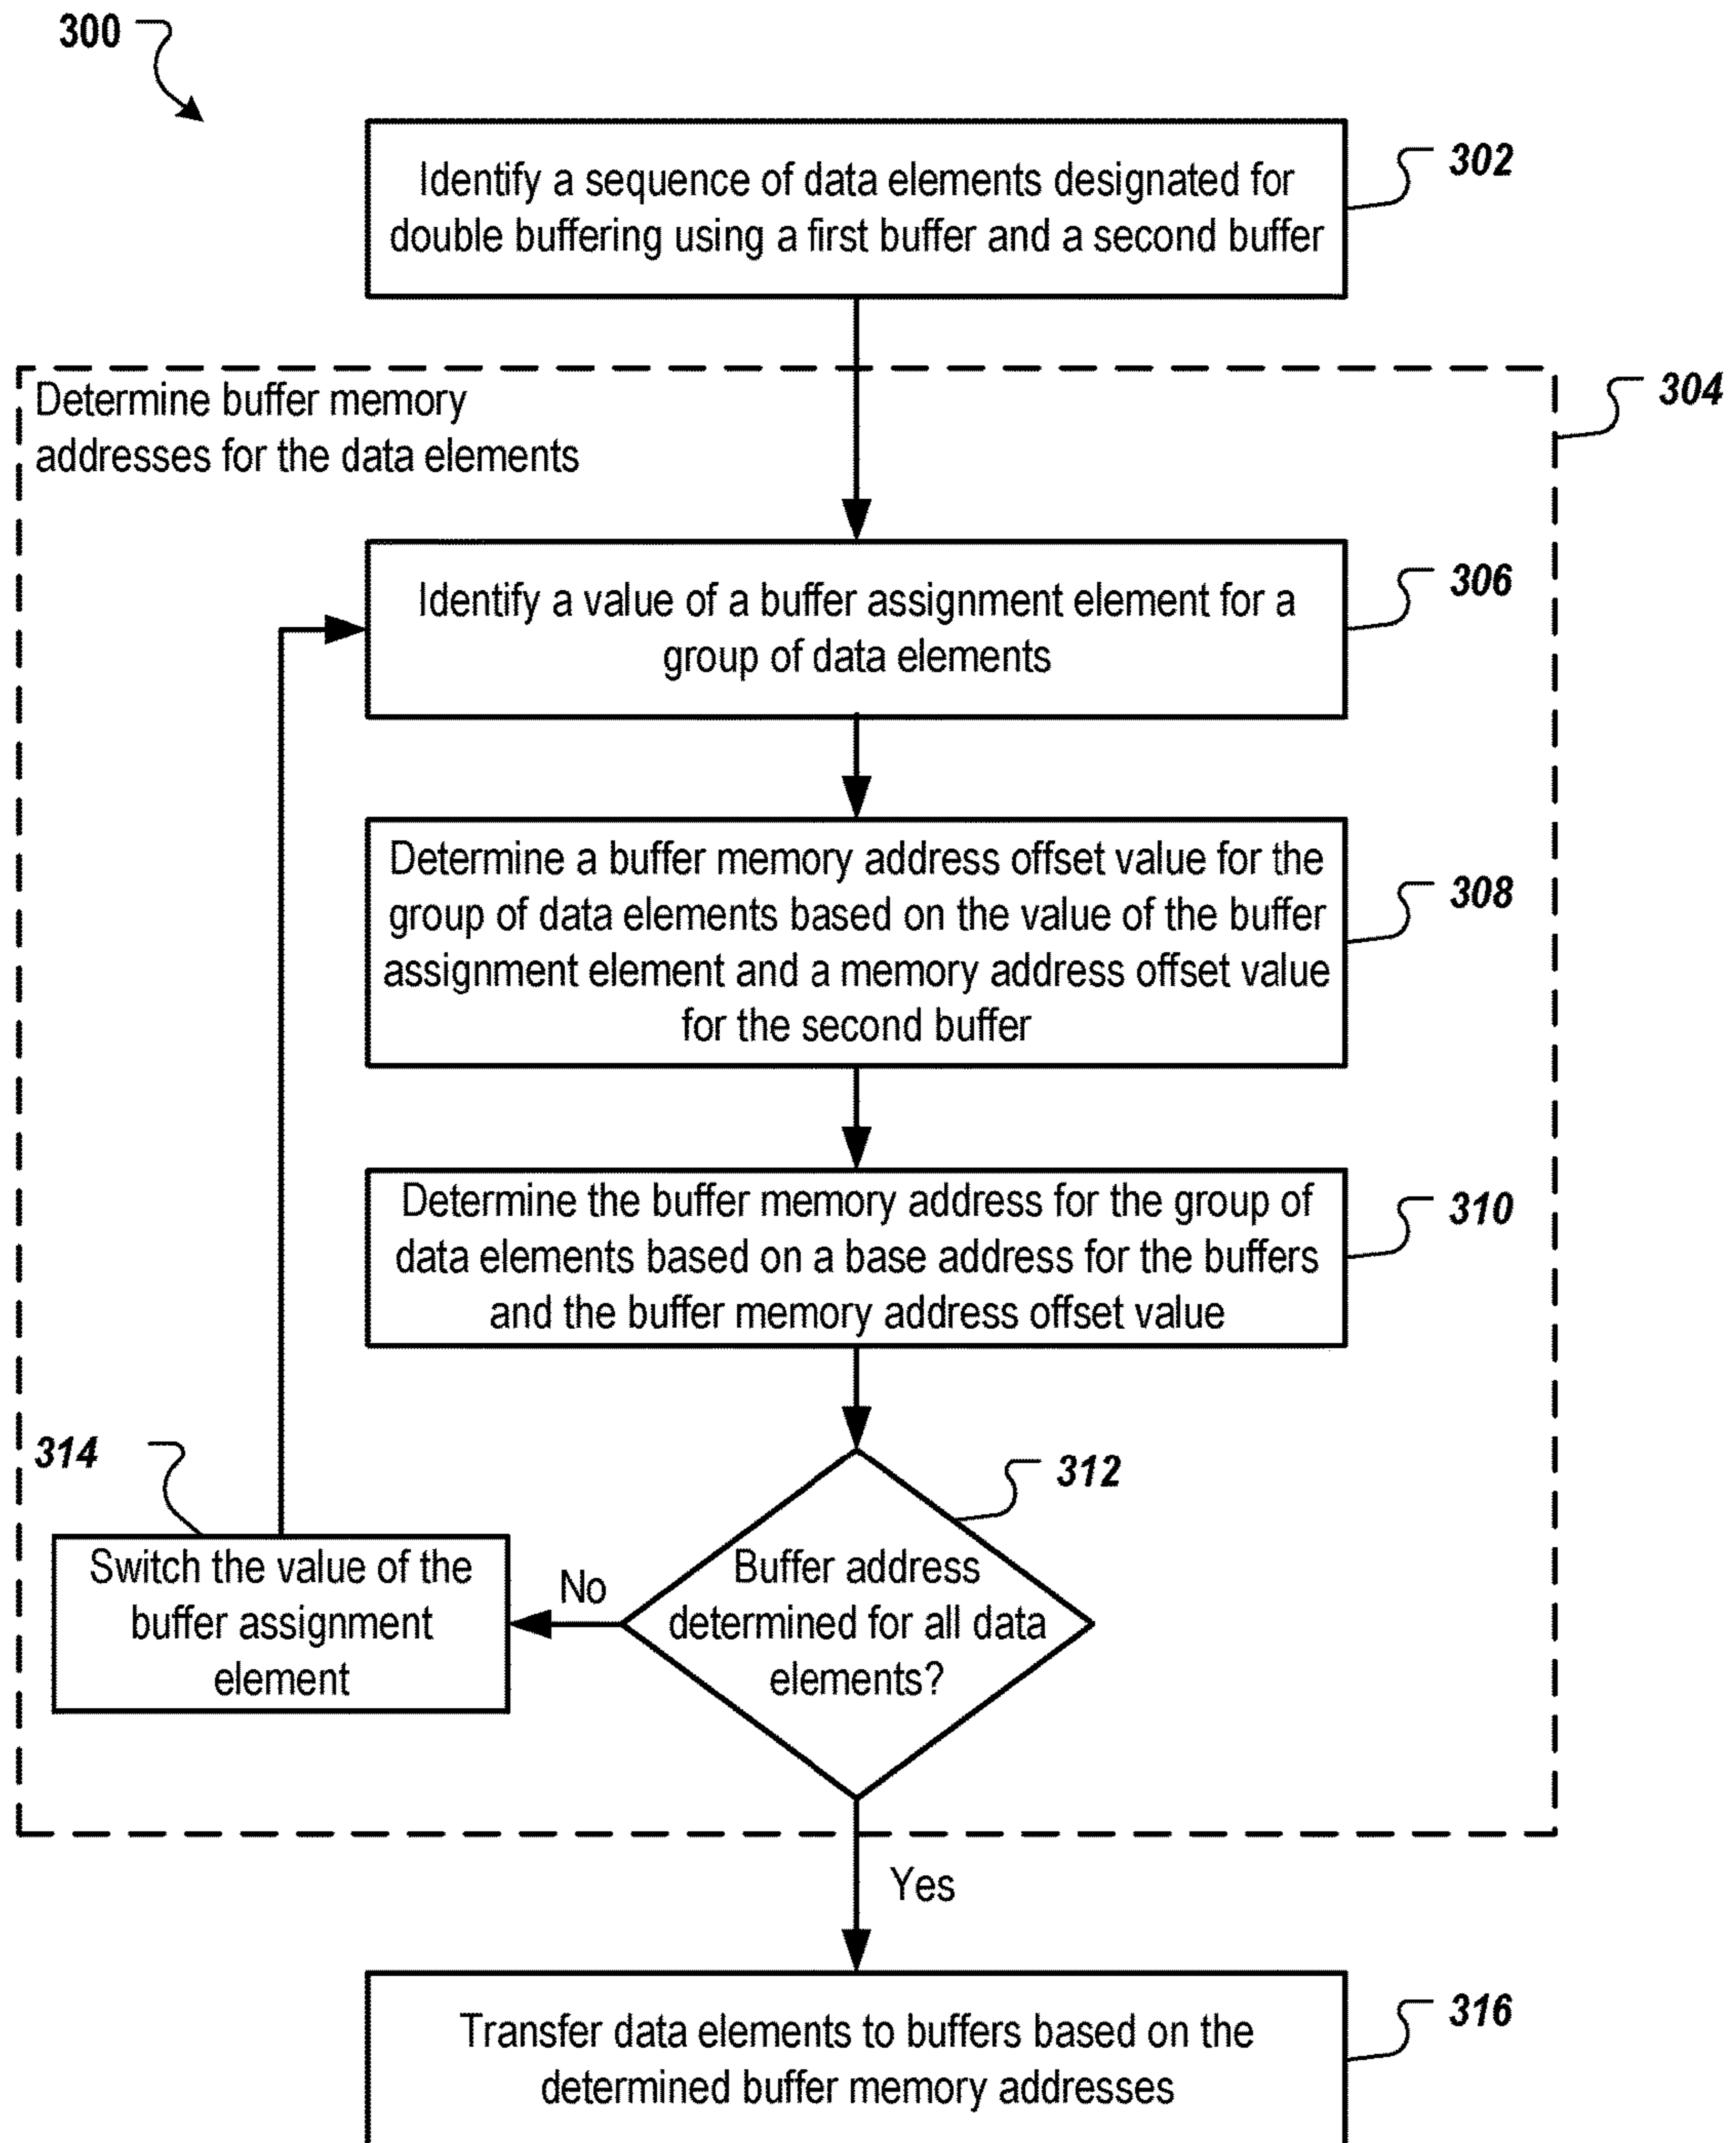 300
Identify a sequence of data elements designated for
double buffering using a first buffer and a second buffer
302
Determine buffer memory
addresses for the data elements
304
Identify a value of a buffer assignment element for a
group of data elements
306
Determine a buffer memory address offset value for the
group of data elements based on the value of the buffer
assignment element and a memory address offset value
for the second buffer
308
Determine the buffer memory address for the group of
data elements based on a base address for the buffers
and the buffer memory address offset value
310
312
Buffer address
determined for all data
elements?
No
314
Switch the value of the
buffer assignment
element
Yes
Transfer data elements to buffers based on the
determined buffer memory addresses
316